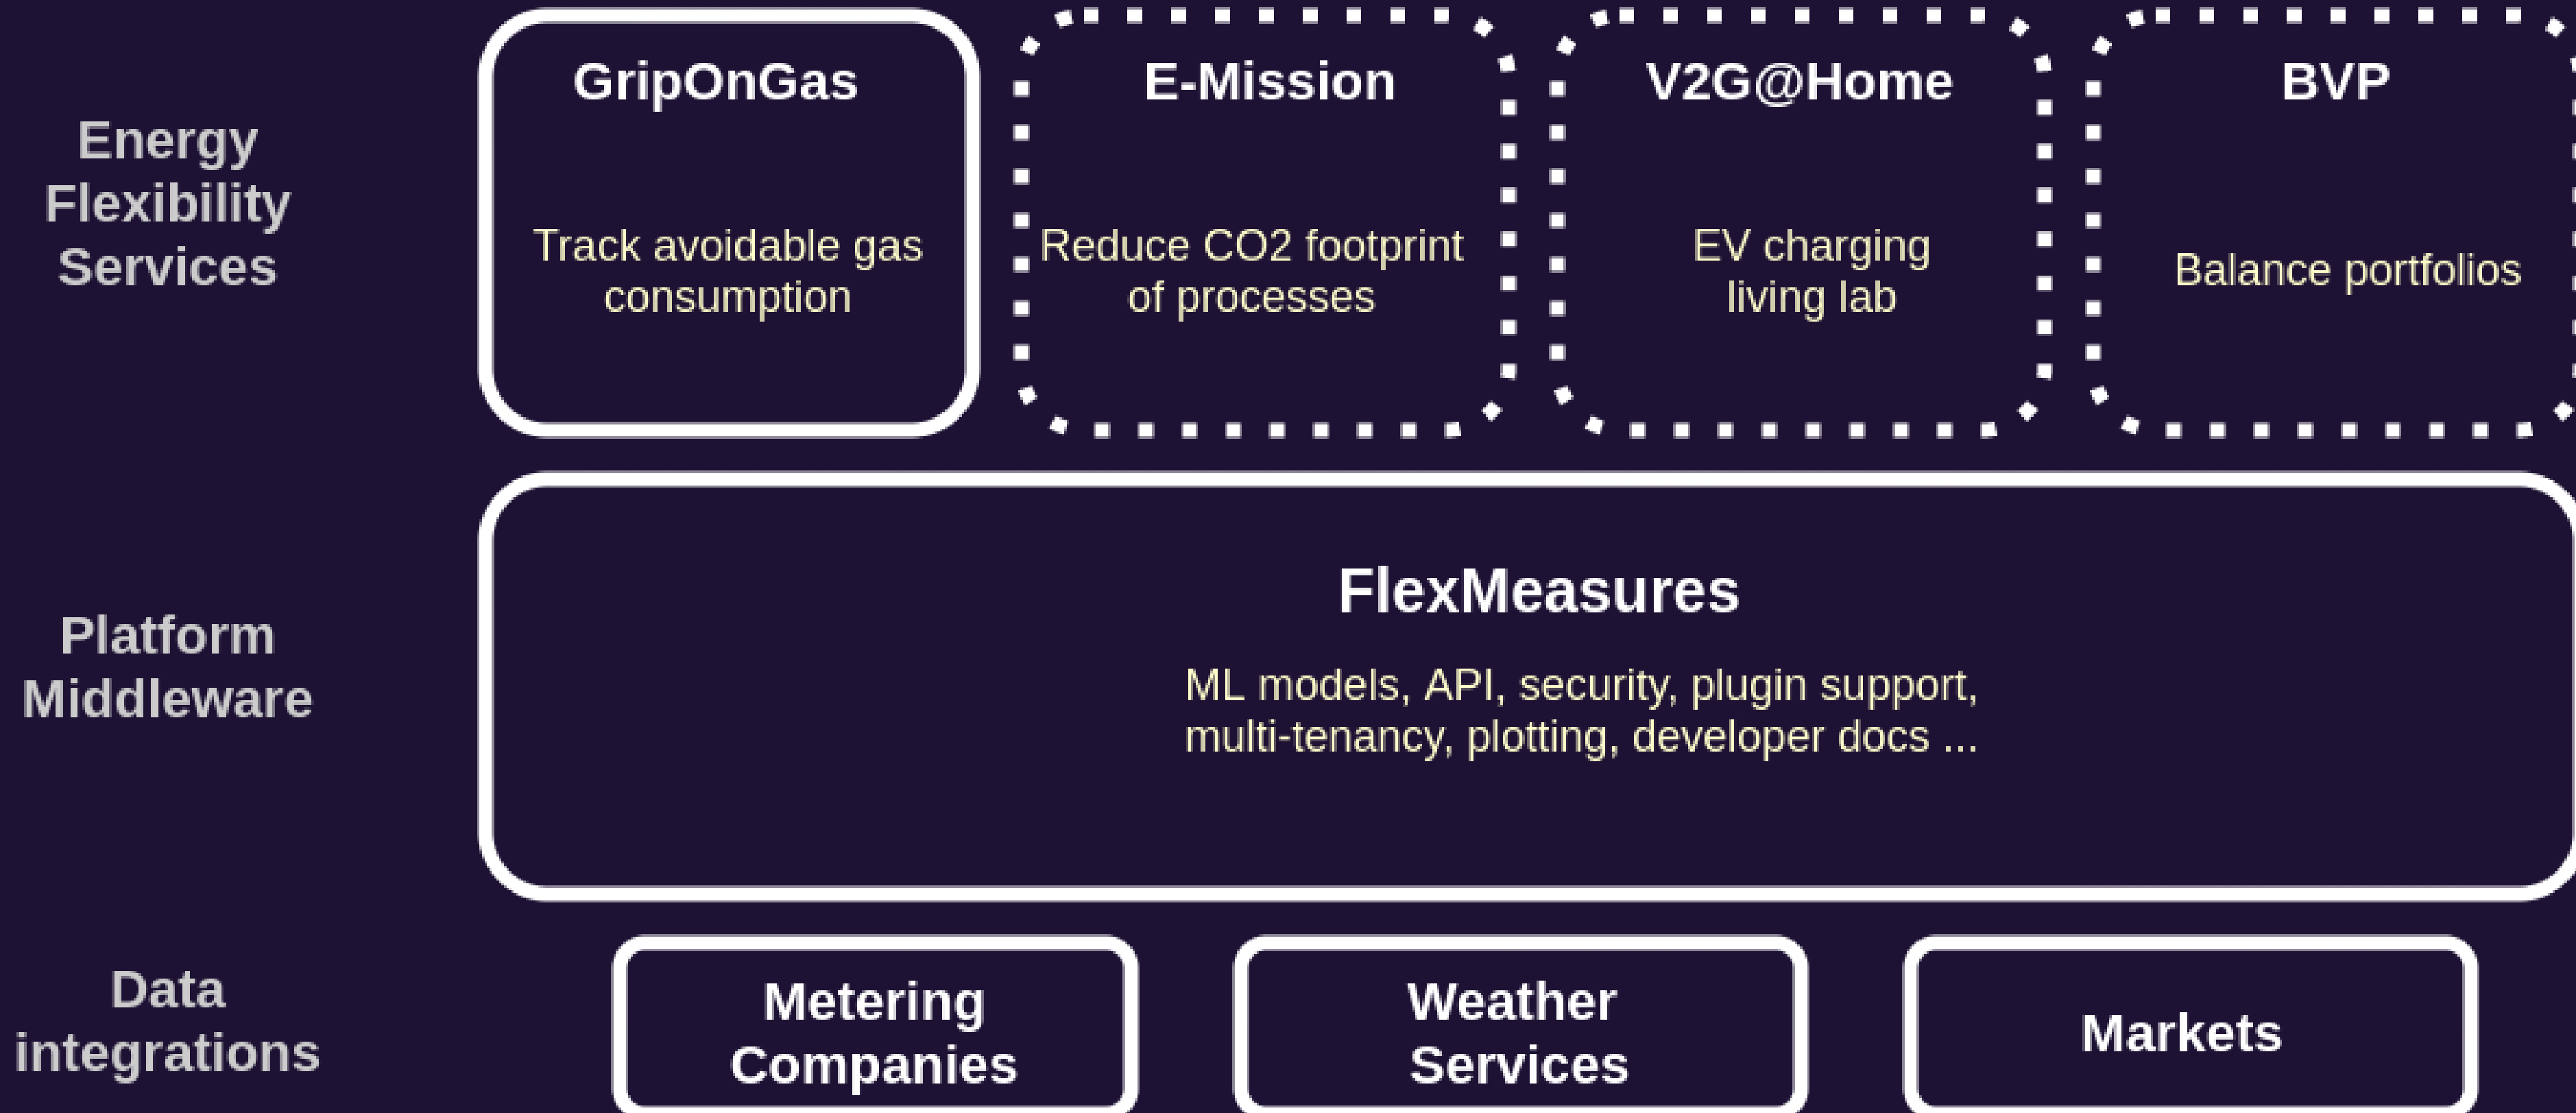 Energy
Flexibility
Services
GripOnGas
Track avoidable gas
consumption
E-Mission
Reduce CO2 footprint
of processes
V2G@Home
EV charging
living lab
BVP
Balance portfolios
Platform
Middleware
FlexMeasures
ML models, API, security, plugin support,
multi-tenancy, plotting, developer docs ...
Data
integrations
Metering
Companies
Weather
Services
Markets